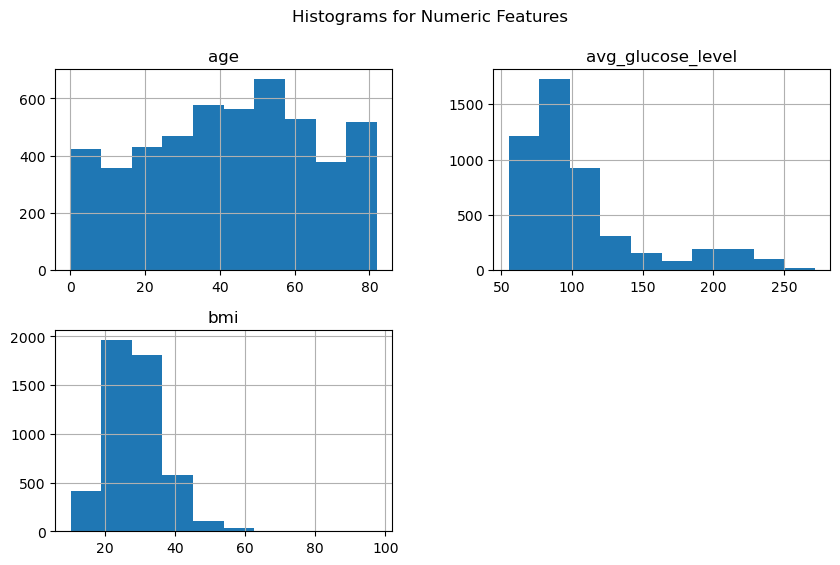 Histograms for Numeric Features
age
600
400
200
0
0 20 40 60 80
avg_glucose_level
1500
1000
500
0
50 100 150 200 250
bmi
2000
1500
1000
500
0
20 40 60 80 100